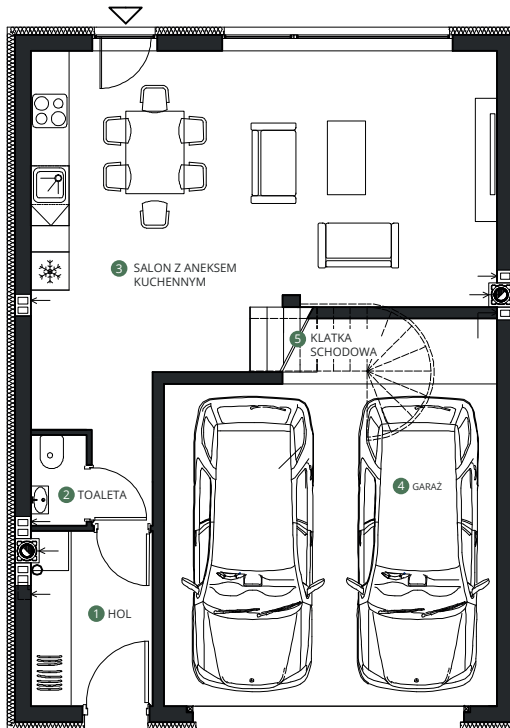 3 SALON Z ANEKSEM
KUCHENNYM
5 KLATKA
SCHODOWA
4 GARAŻ
2 TOALETA
1 HOL